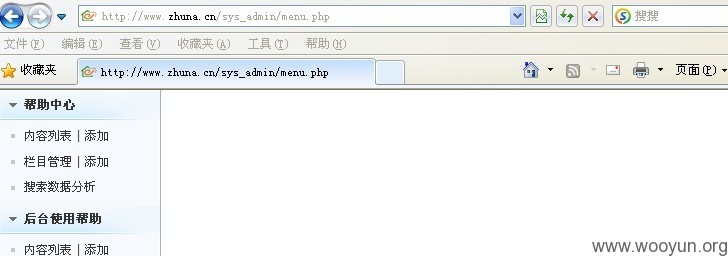 http://www.zhuna.cn/sys_admin/menu.php 搜搜
文件(F) 编辑(E) 查看(V) 收藏夹(A) 工具(T) 帮助(H)
收藏夹 http://www.zhuna.cn/sys_admin/menu.php 页面(P)
帮助中心
内容列表 | 添加
栏目管理 | 添加
搜索数据分析
后台使用帮助
内容列表 | 添加
www.wooyun.org